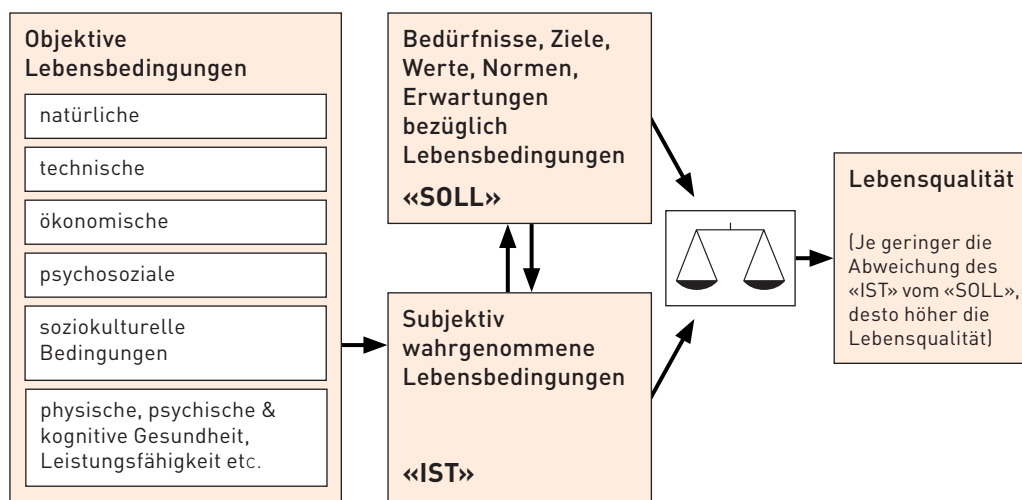 Objektive
Lebensbedingungen
natürliche
technische
ökonomische
psychosoziale
soziokulturelle
Bedingungen
physische, psychische &
kognitive Gesundheit,
Leistungsfähigkeit etc.
Bedürfnisse, Ziele,
Werte, Normen,
Erwartungen
bezüglich
Lebensbedingungen
«SOLL»
Subjektiv
wahrgenommene
Lebensbedingungen
«IST»
Lebensqualität
(Je geringer die
Abweichung des
«IST» vom «SOLL»,
desto höher die
Lebensqualität)